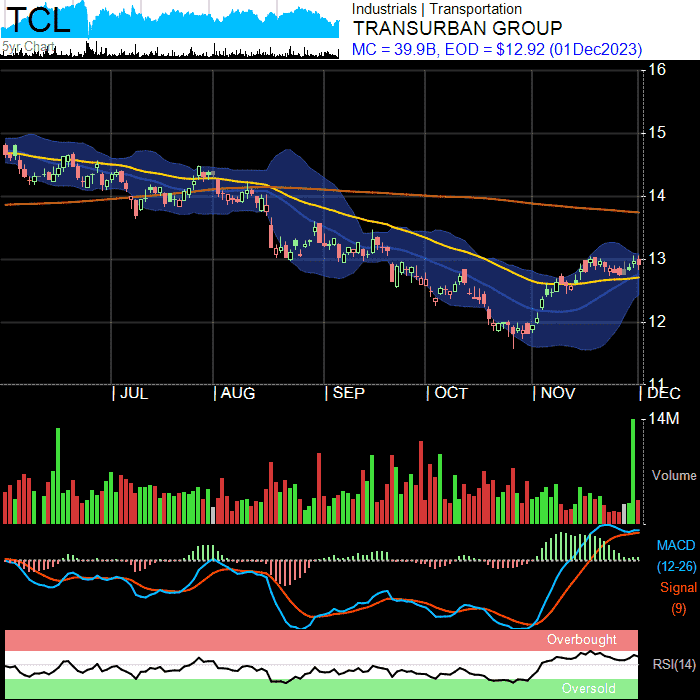 TCL
5yr Chart
Industrials | Transportation
TRANSURBAN GROUP
MC = 39.9B, EOD = $12.92 (01Dec2023)
16
15
14
13
12
11
| JUL
| AUG
| SEP
| OCT
| NOV
| DEC
14M
Volume
MACD
(12-26)
Signal
(9)
Overbought
RSI(14)
Oversold